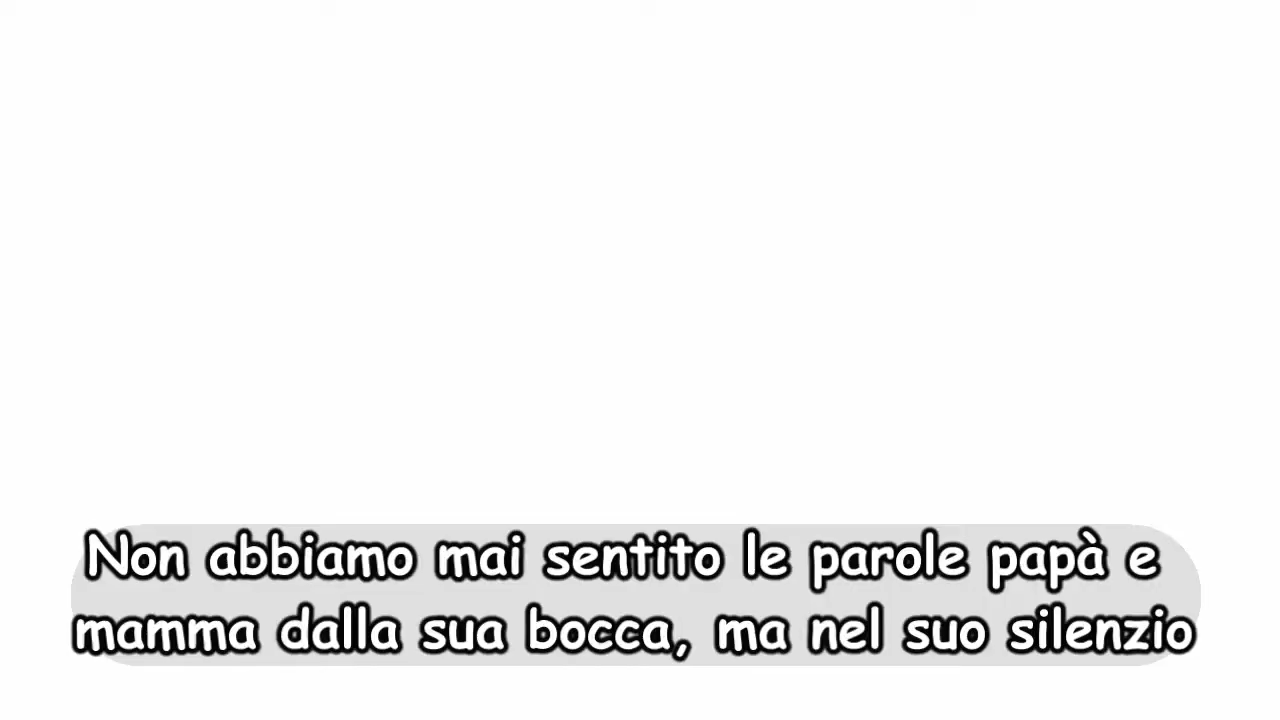 Non abbiamo mai sentito le parole papà e
mamma dalla sua bocca, ma nel suo silenzio